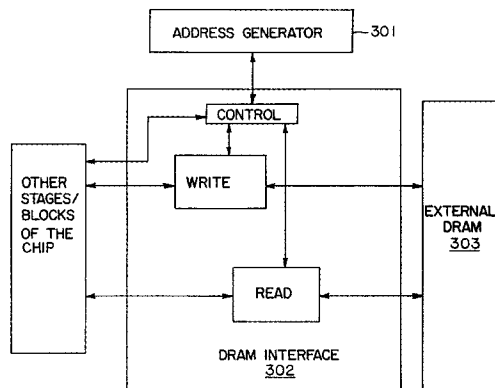 ADDRESS GENERATOR
301
CONTROL
OTHER
STAGES/
BLOCKS
OF THE
CHIP
WRITE
EXTERNAL
DRAM
303
READ
DRAM INTERFACE
302